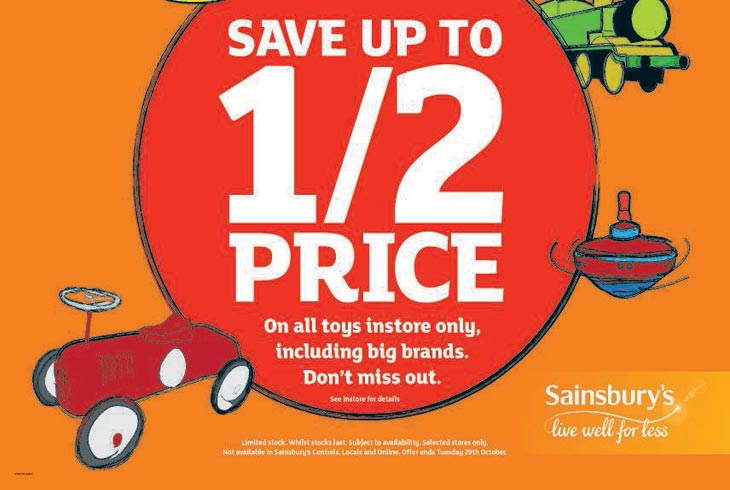 SAVE UP TO
1/2
PRICE
On all toys instore only,
including big brands.
Don't miss out.
See instore for details
Sainsbury's
live well for less
Limited stock. Whilst stocks last. Subject to availability. Selected stores only.
Not available in Sainsbury's Centrals, Locals and Online. Offer ends Tuesday 29th October.